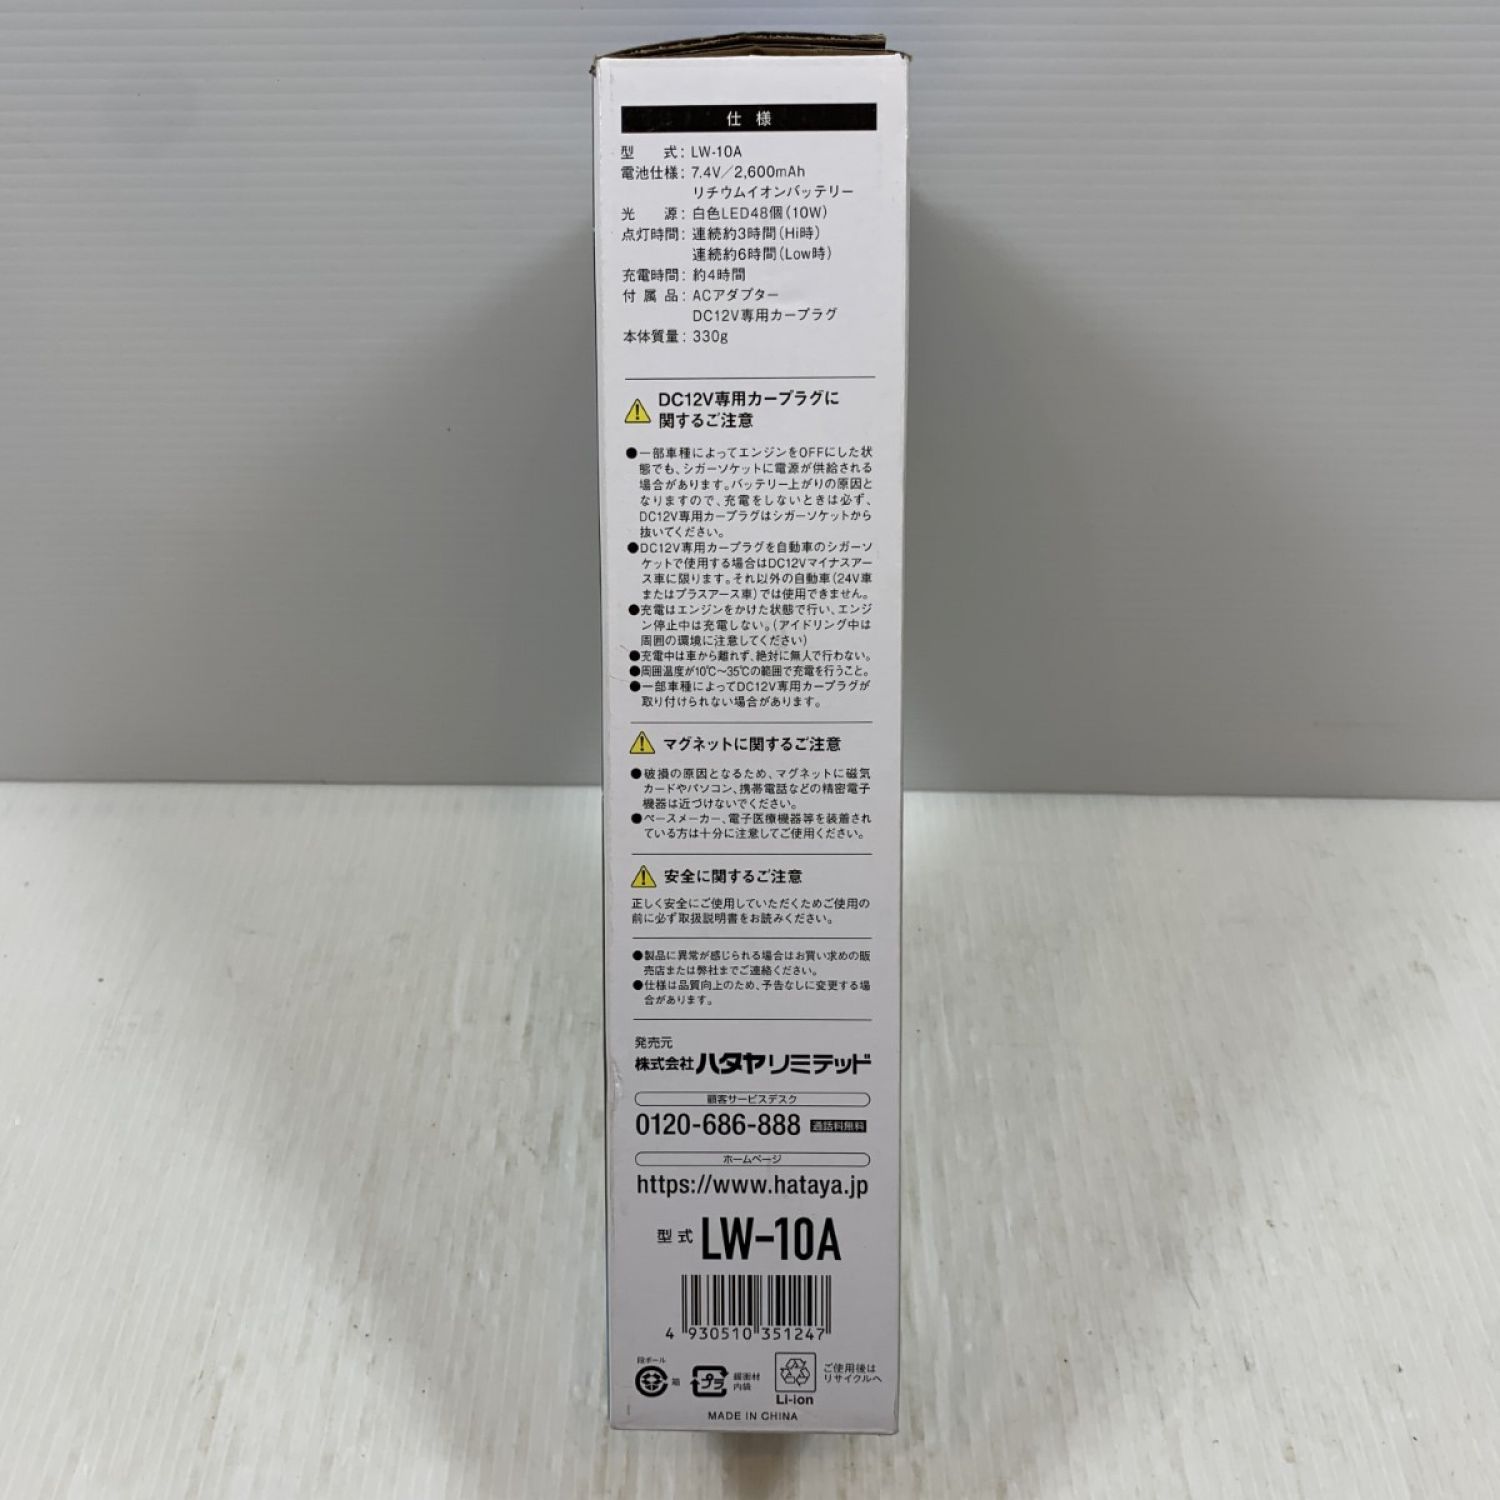 仕様
型 式：LW-10A
電池仕様：7.4V／2,600mAh
リチウムイオンバッテリー
光 源：白色LED48個（10W）
点灯時間：連続約3時間（Hi時）
連続約6時間（Low時）
充電時間：約4時間
付属品：ACアダプター
DC12V専用カープラグ
本体質量：330g
DC12V専用カープラグに
関するご注意
●一部車種によってエンジンをOFFにした状
態でも、シガーソケットに電源が供給される
場合があります。バッテリー上がりの原因と
なりますので、充電をしないときは必ず、
DC12V専用カープラグはシガーソケットから
抜いてください。
●DC12V専用カープラグを自動車のシガーソ
ケットで使用する場合はDC12Vマイナスアー
ス車に限ります。それ以外の自動車（24V車
またはプラスアース車）では使用できません。
●充電はエンジンをかけた状態で行い、エンジ
ン停止中は充電しない。（アイドリング中は
周囲の環境に注意してください）
●充電中は車から離れず、絶対に無人で行わない。
●周囲温度が10℃～35℃の範囲で充電を行うこと。
●一部車種によってDC12V専用カープラグが
取り付けられない場合があります。
マグネットに関するご注意
●破損の原因となるため、マグネットに磁気
カードやパソコン、携帯電話などの精密電子
機器は近づけないでください。
●ペースメーカー、電子医療機器等を装着され
ている方は十分に注意してご使用ください。
安全に関するご注意
正しく安全にご使用していただくためご使用の
前に必ず取扱説明書をお読みください。
●製品に異常が感じられる場合はお買い求めの販
売店または弊社までご連絡ください。
●仕様は品質向上のため、予告なしに変更する場
合があります。
発売元
株式会社ハタヤリミテッド
顧客サービスデスク
0120-686-888 通話料無料
ホームページ
https://www.hataya.jp
型式 LW-10A
4 930510 351247
段ボール
箱
プラ
緩衝材
内袋
ご使用後は
リサイクルへ
Li-ion
MADE IN CHINA